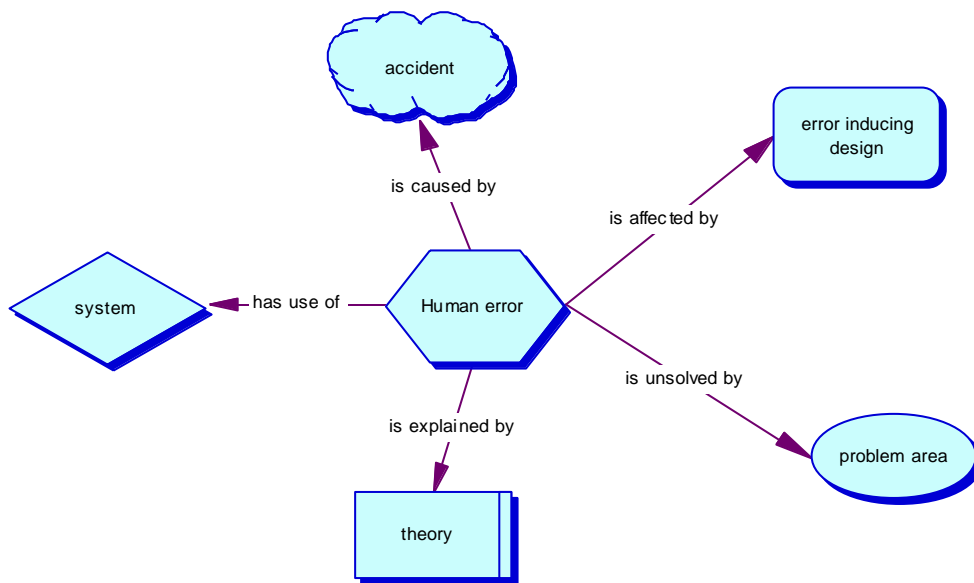 accident
error inducing
design
is caused by
is affected by
system
has use of
Human error
is unsolved by
is explained by
problem area
theory